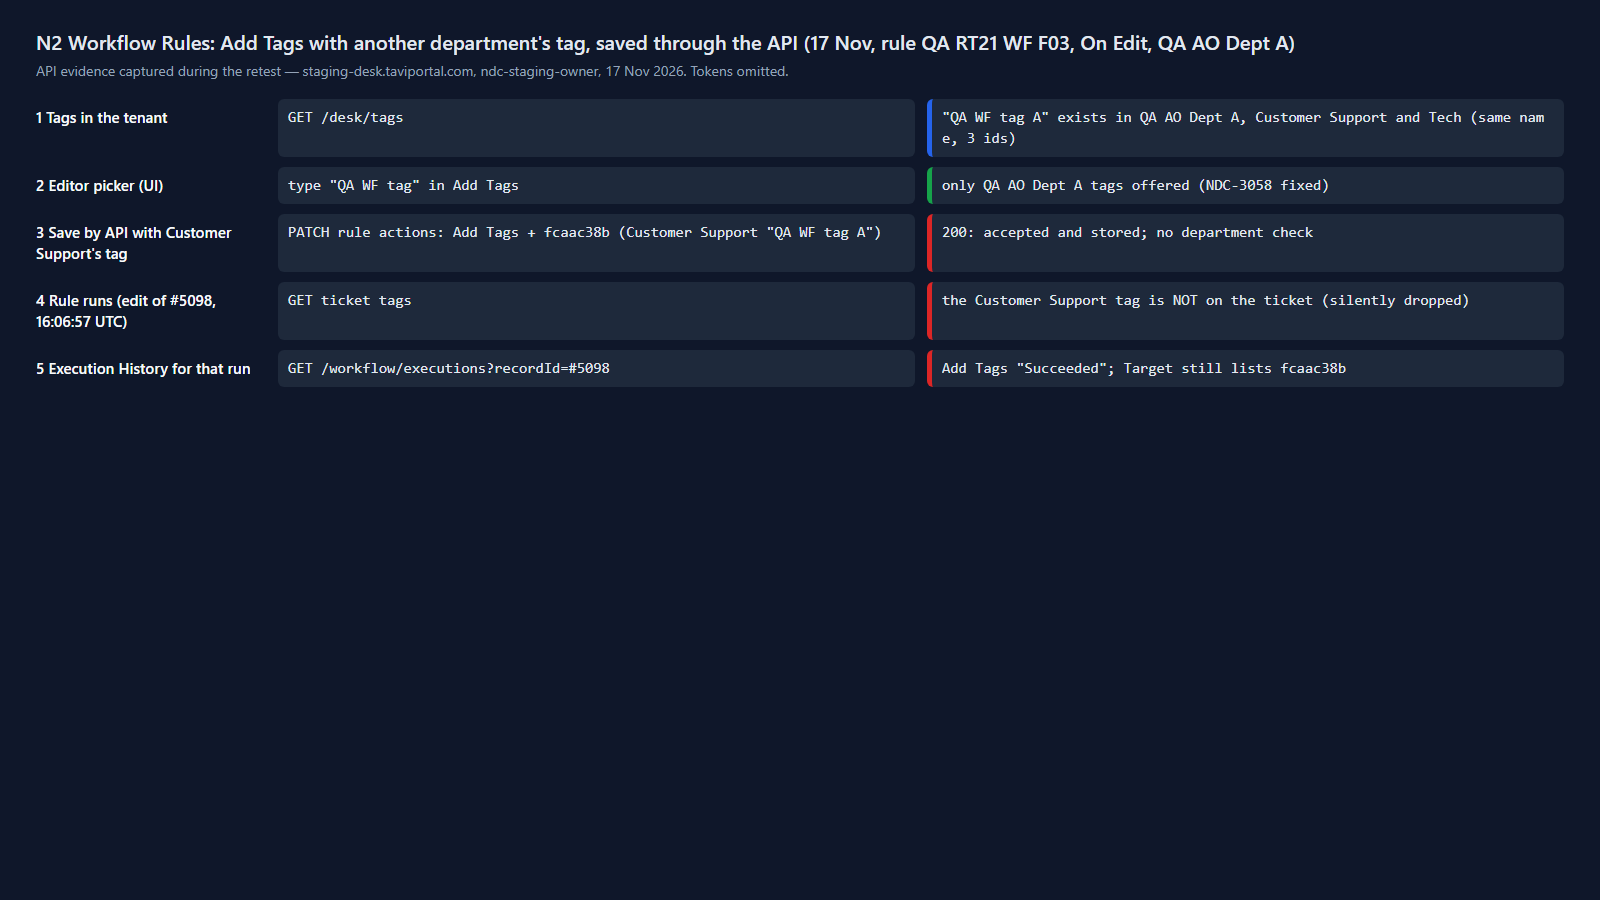 N2 Workflow Rules: Add Tags with another department's tag, saved through the API (17 Nov, rule QA RT21 WF F03, On Edit, QA AO Dept A)
API evidence captured during the retest — staging-desk.taviportal.com, ndc-staging-owner, 17 Nov 2026. Tokens omitted.
1 Tags in the tenant
GET /desk/tags
"QA WF tag A" exists in QA AO Dept A, Customer Support and Tech (same nam
e, 3 ids)
2 Editor picker (UI)
type "QA WF tag" in Add Tags
only QA AO Dept A tags offered (NDC-3058 fixed)
3 Save by API with Customer
Support's tag
PATCH rule actions: Add Tags + fcaac38b (Customer Support "QA WF tag A")
200: accepted and stored; no department check
4 Rule runs (edit of #5098,
16:06:57 UTC)
GET ticket tags
the Customer Support tag is NOT on the ticket (silently dropped)
5 Execution History for that run
GET /workflow/executions?recordId=#5098
Add Tags "Succeeded"; Target still lists fcaac38b